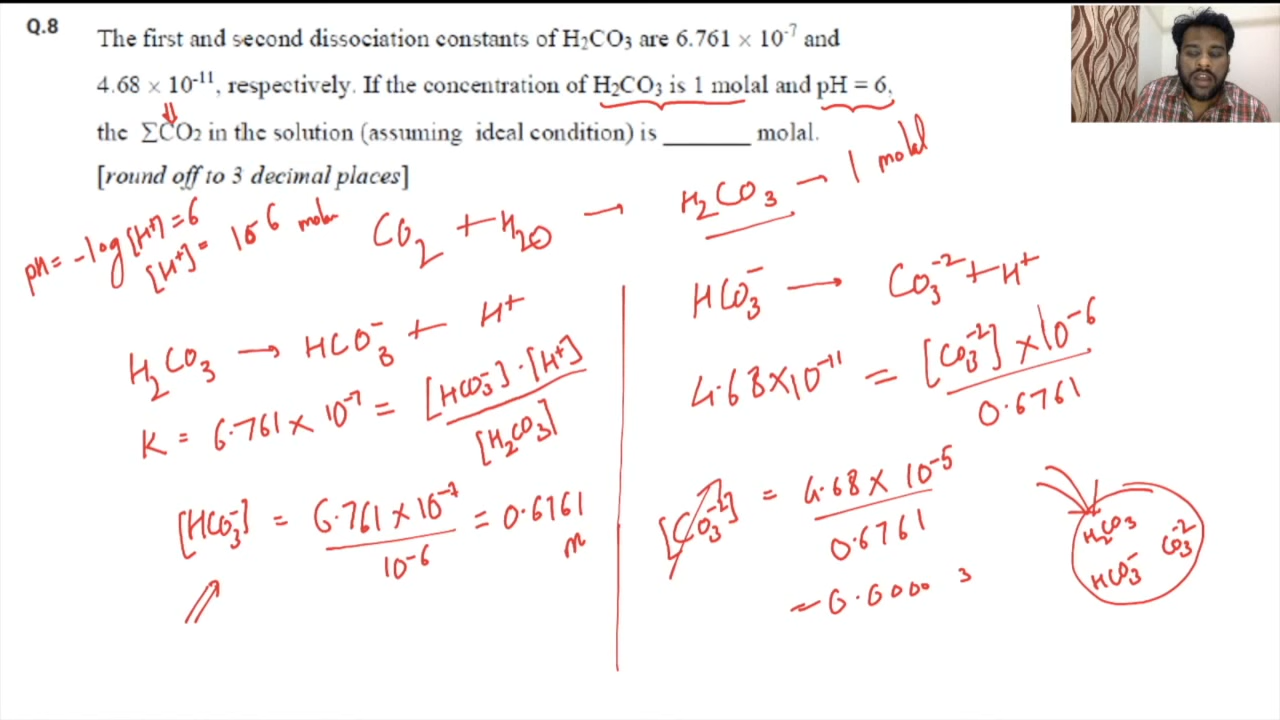 Q.8
The first and second dissociation constants of H₂CO₃ are 6.761 × 10⁻⁷ and
4.68 × 10⁻¹¹, respectively. If the concentration of H₂CO₃ is 1 molal and pH = 6,
the ∑CO₂ in the solution (assuming ideal condition) is ________ molal.
[round off to 3 decimal places]
pH = -log[H⁺] = 6
[H⁺] = 10⁻⁶ molar
CO₂ + H₂O → H₂CO₃ → 1 molal
H₂CO₃ → HCO₃⁻ + H⁺
K = 6.761 × 10⁻⁷ = [HCO₃⁻]·[H⁺]
[H₂CO₃]
[HCO₃⁻] = 6.761 × 10⁻⁷ = 0.6761
10⁻⁶
m
HCO₃⁻ → CO₃⁻² + H⁺
4.68 × 10⁻¹¹ = [CO₃⁻²] × 10⁻⁶
0.6761
[CO₃⁻²] = 4.68 × 10⁻⁵
0.6761
= 0.0000 3
H₂CO₃
CO₃⁻²
HCO₃⁻